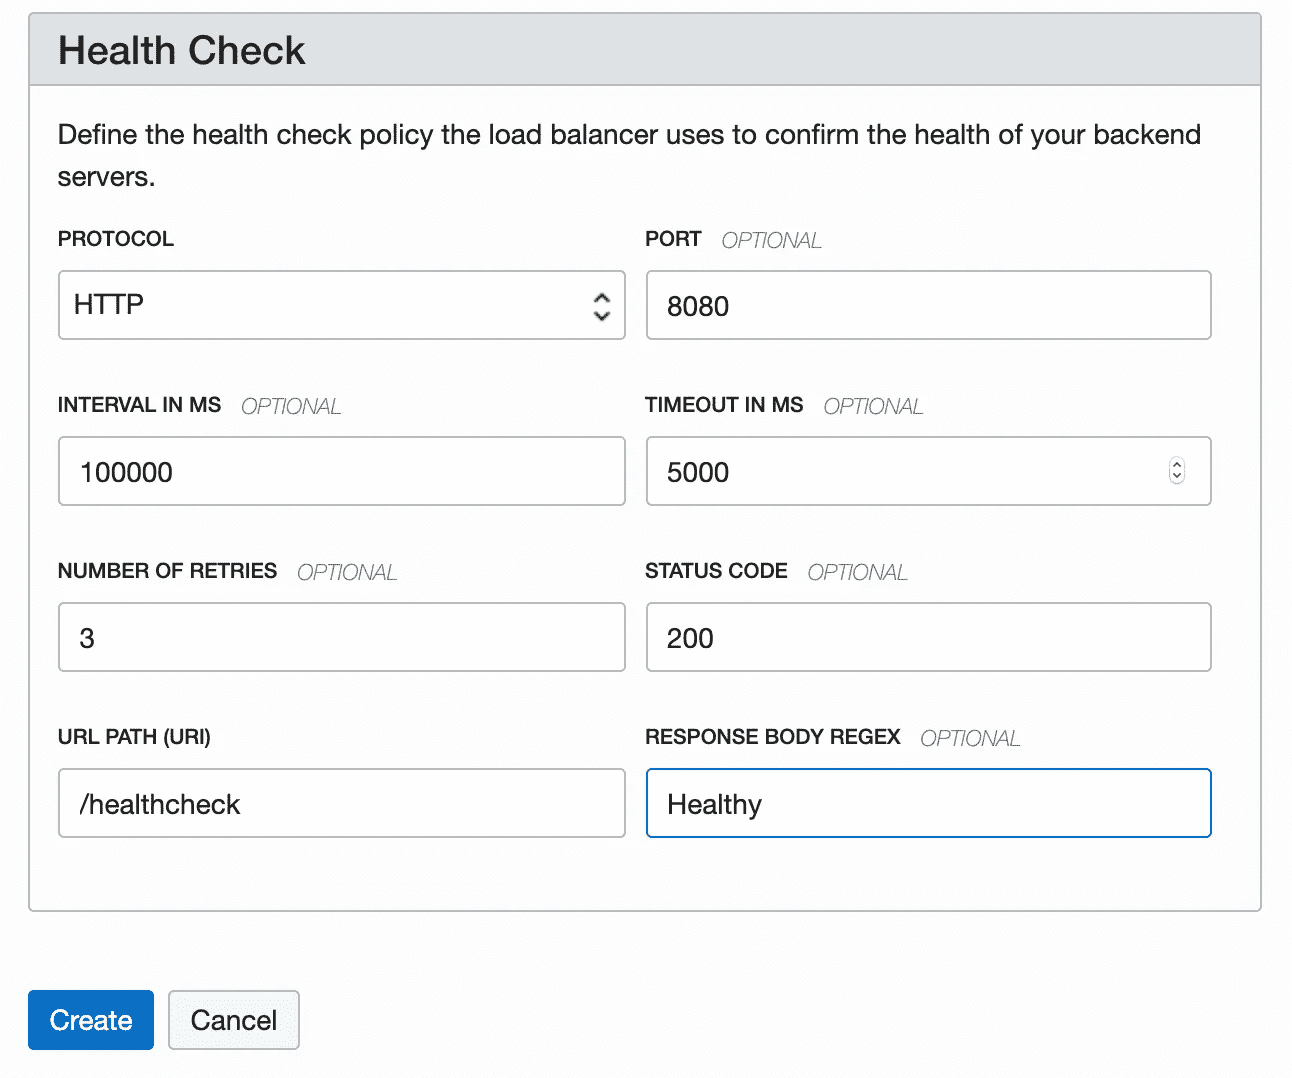 Health Check
Define the health check policy the load balancer uses to confirm the health of your backend
servers.
PROTOCOL
PORT OPTIONAL
HTTP
8080
INTERVAL IN MS OPTIONAL
TIMEOUT IN MS OPTIONAL
100000
5000
NUMBER OF RETRIES OPTIONAL
STATUS CODE OPTIONAL
3
200
URL PATH (URI)
RESPONSE BODY REGEX OPTIONAL
/healthcheck
Healthy
Create
Cancel